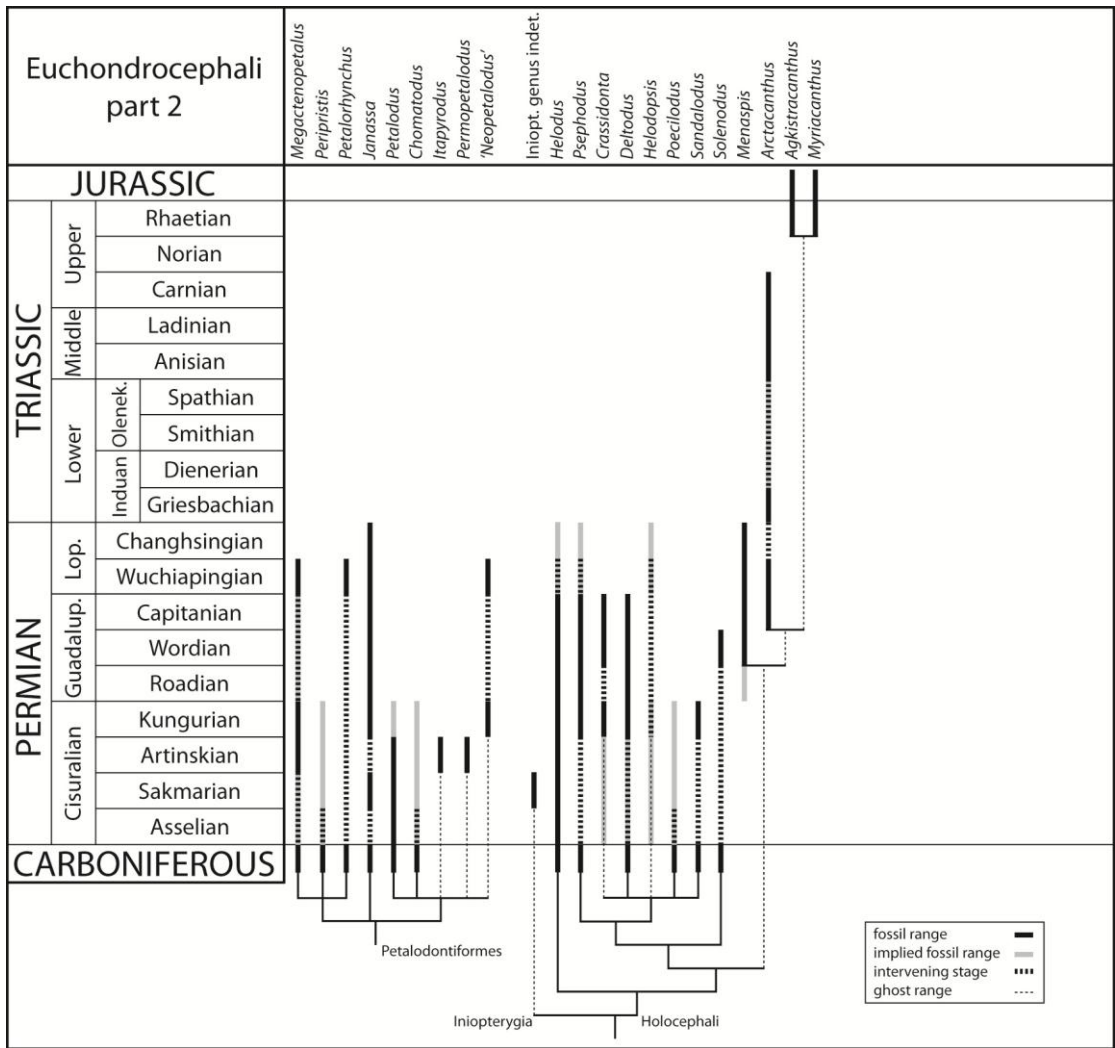 Euchondrocephali
part 2
Megactenopetalus
Peripristis
Petalorhynchus
Janassa
Petalodus
Chomatodus
Itapyrodus
Permopetalodus
'Neopetalodus'
Iniopt. genus indet.
Helodus
Psephodus
Crassidonta
Deltodus
Helodopsis
Poecilodus
Sandalodus
Solenodus
Menaspis
Arctacanthus
Agkistracanthus
Myriacanthus
JURASSIC
TRIASSIC
Upper
Rhaetian
Norian
Carnian
Middle
Ladinian
Anisian
Lower
Olenek.
Spathian
Smithian
Induan
Dienerian
Griesbachian
PERMIAN
Lop.
Changhsingian
Wuchiapingian
Guadalup.
Capitanian
Wordian
Roadian
Cisuralian
Kungurian
Artinskian
Sakmarian
Asselian
CARBONIFEROUS
Petalodontiformes
Iniopterygia
Holocephali
fossil range
implied fossil range
intervening stage
ghost range